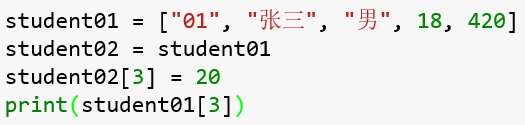 student01 = ["01", "张三", "男", 18, 420]
student02 = student01
student02[3] = 20
print(student01[3])